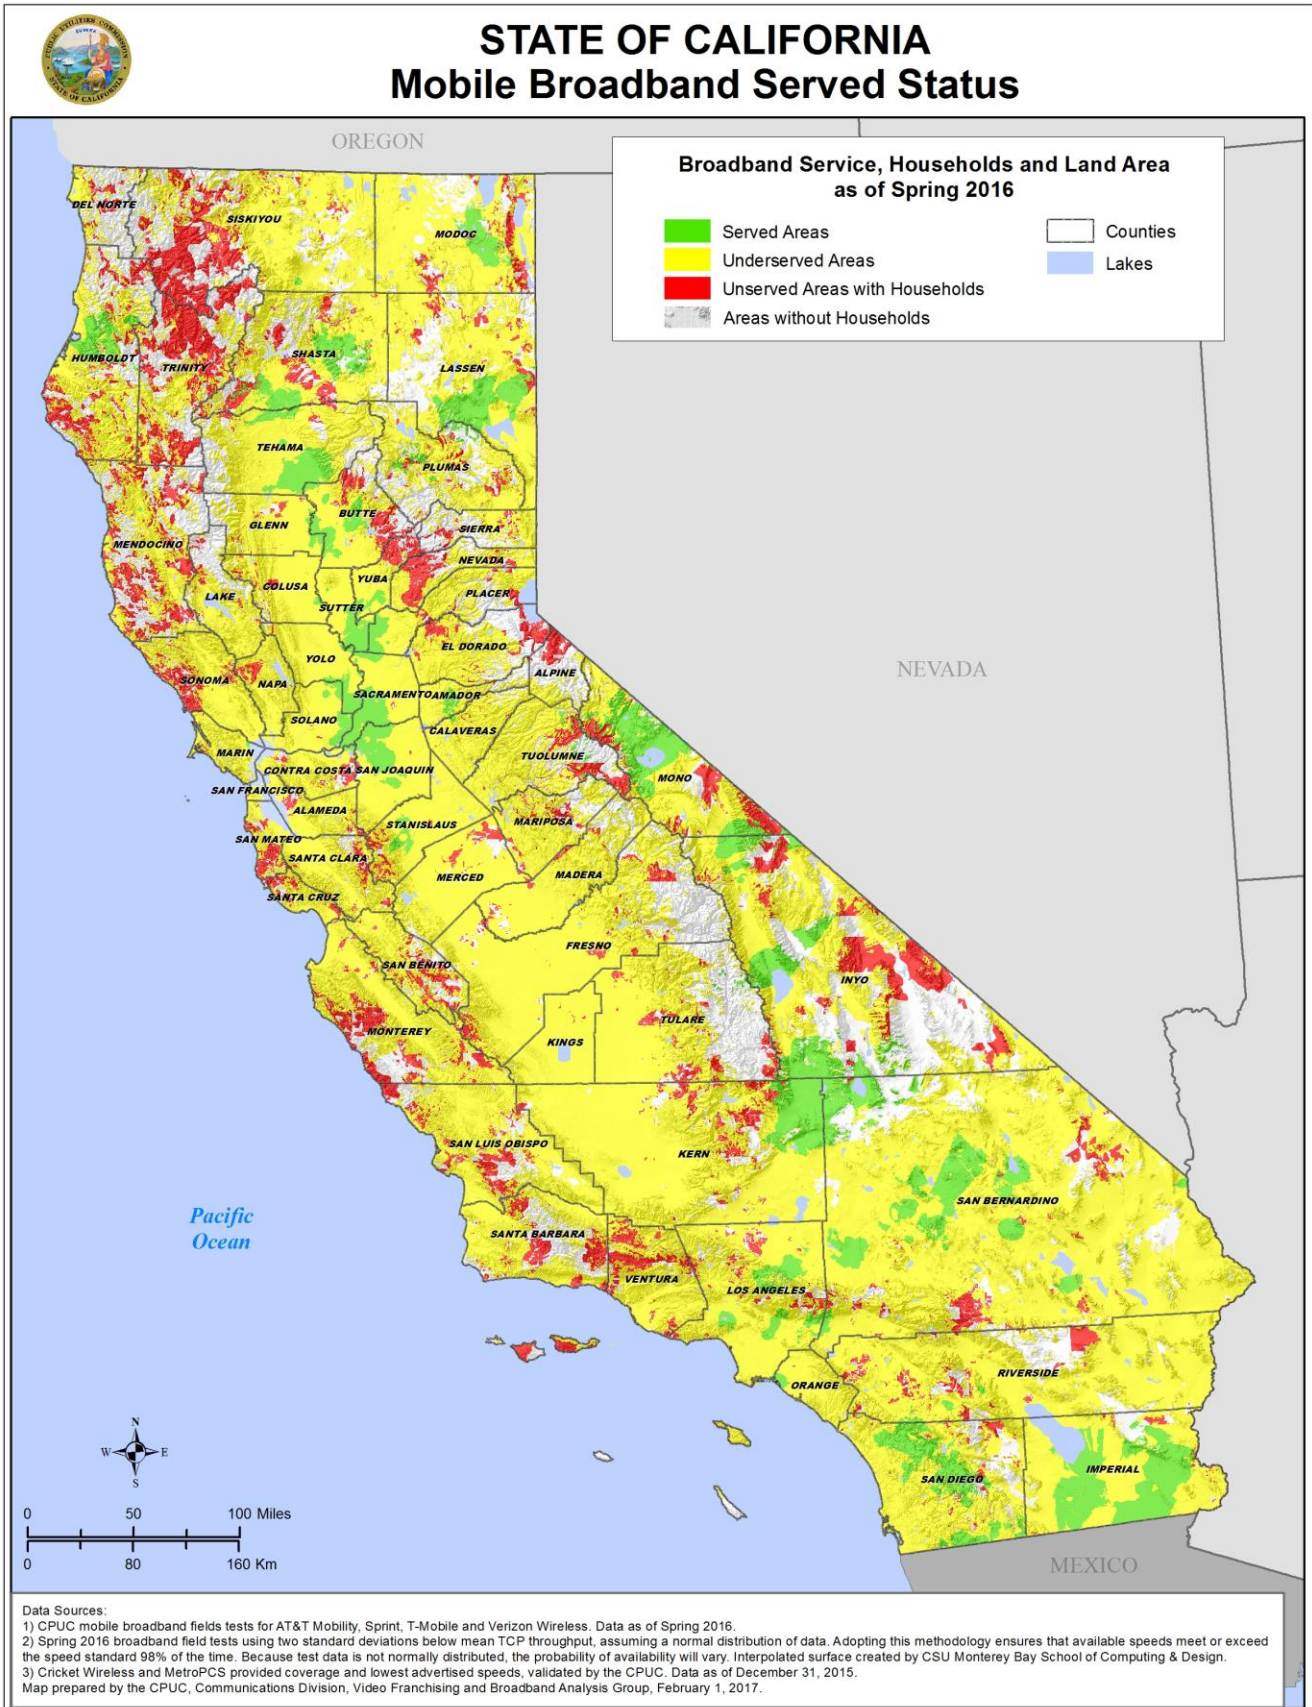 STATE OF CALIFORNIA
Mobile Broadband Served Status
OREGON
Broadband Service, Households and Land Area
as of Spring 2016
Served Areas
Underserved Areas
Unserved Areas with Households
Areas without Households
Counties
Lakes
DEL NORTE
SISKIYOU
MODOC
HUMBOLDT
TRINITY
SHASTA
LASSEN
TEHAMA
PLUMAS
GLENN
BUTTE
SIERRA
MENDOCINO
NEVADA
COLUSA
YUBA
LAKE
SUTTER
PLACER
YOLO
EL DORADO
ALPINE
NEVADA
SONOMA
NAPA
SACRAMENTO
AMADOR
SOLANO
CALAVERAS
MARIN
TUOLUMNE
CONTRA COSTA
SAN JOAQUIN
MONO
SAN FRANCISCO
ALAMEDA
STANISLAUS
MARIPOSA
SAN MATEO
SANTA CLARA
MERCED
MADERA
SANTA CRUZ
FRESNO
SAN BENITO
INYO
MONTEREY
TULARE
KINGS
SAN LUIS OBISPO
KERN
SAN BERNARDINO
Pacific
Ocean
SANTA BARBARA
VENTURA
LOS ANGELES
RIVERSIDE
ORANGE
IMPERIAL
SAN DIEGO
N
W E
S
0 50 100 Miles
0 80 160 Km
MEXICO
Data Sources:
1) CPUC mobile broadband fields tests for AT&T Mobility, Sprint, T-Mobile and Verizon Wireless. Data as of Spring 2016.
2) Spring 2016 broadband field tests using two standard deviations below mean TCP throughput, assuming a normal distribution of data. Adopting this methodology ensures that available speeds meet or exceed
the speed standard 98% of the time. Because test data is not normally distributed, the probability of availability will vary. Interpolated surface created by CSU Monterey Bay School of Computing & Design.
3) Cricket Wireless and MetroPCS provided coverage and lowest advertised speeds, validated by the CPUC. Data as of December 31, 2015.
Map prepared by the CPUC, Communications Division, Video Franchising and Broadband Analysis Group, February 1, 2017.